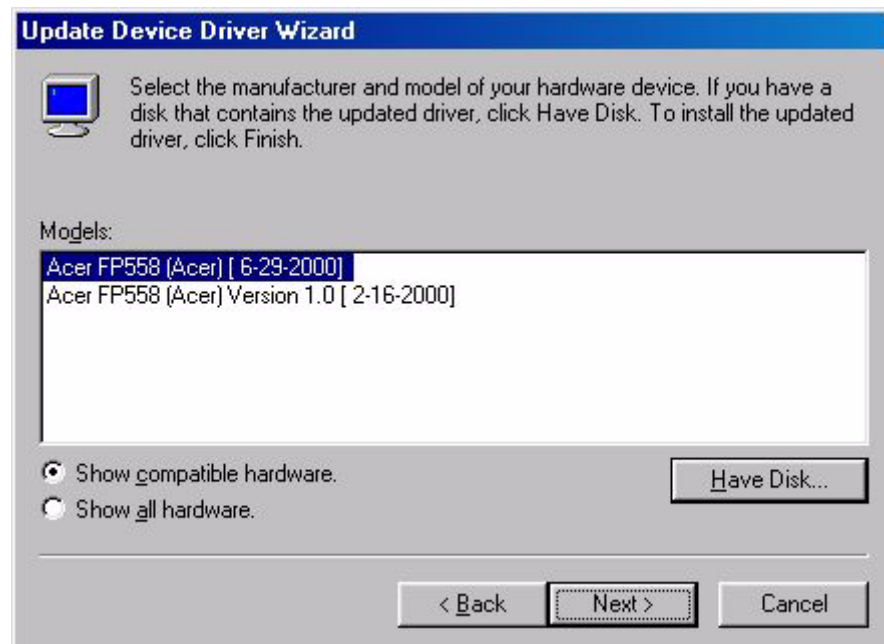 Update Device Driver Wizard
Select the manufacturer and model of your hardware device. If you have a
disk that contains the updated driver, click Have Disk. To install the updated
driver, click Finish.
Models:
Acer FP558 (Acer) [ 6-29-2000]
Acer FP558 (Acer) Version 1.0 [ 2-16-2000]
Show compatible hardware.
Show all hardware.
Have Disk...
< Back
Next >
Cancel